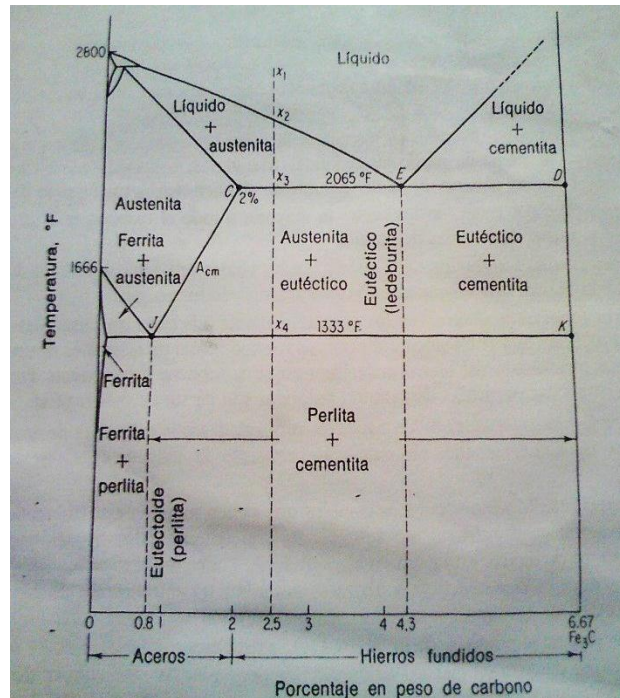 2800
x₁
Líquido
x₂
Líquido
+
austenita
Líquido
+
cementita
C
2%
x₃
2065 °F
E
D
Austenita
Ferrita
+
austenita
A cm
Austenita
+
eutéctico
Eutéctico
(ledeburita)
Eutéctico
+
cementita
Temperatura, °F
1666
J
x₄
1333 °F
K
Ferrita
Ferrita
+
perlita
Perlita
+
cementita
Eutectoide
(perlita)
0
0.8
1
2
2.5
3
4
4.3
6.67
Fe₃C
Aceros
Hierros fundidos
Porcentaje en peso de carbono